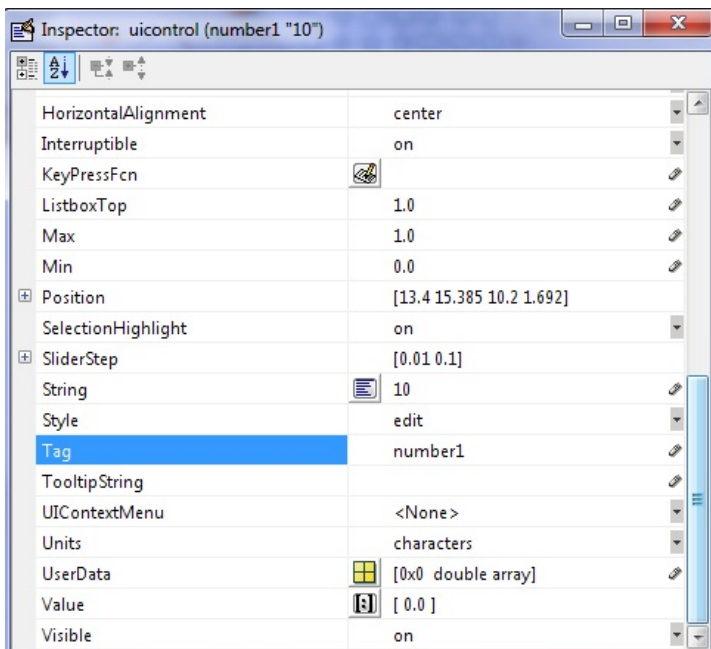 Inspector: uicontrol (number1 "10")
HorizontalAlignment center
Interruptible on
KeyPressFcn
ListboxTop 1.0
Max 1.0
Min 0.0
Position [13.4 15.385 10.2 1.692]
SelectionHighlight on
SliderStep [0.01 0.1]
String 10
Style edit
Tag number1
TooltipString
UIContextMenu <None>
Units characters
UserData [0x0 double array]
Value [ 0.0 ]
Visible on